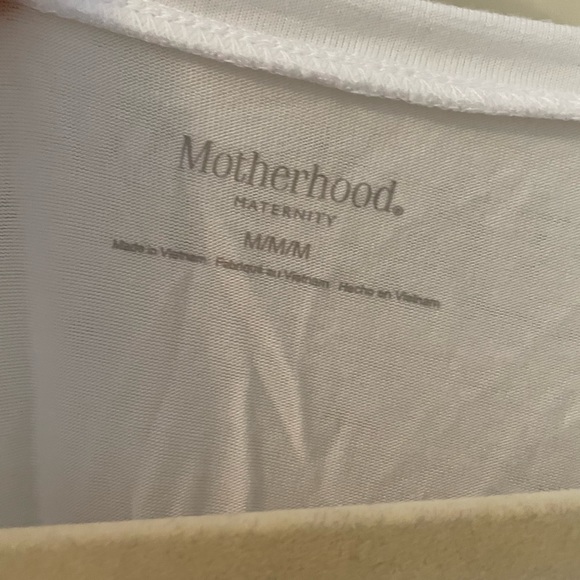 Motherhood®
MATERNITY
M/M/M
Made in Vietnam Fabriqué au Vietnam Hecho en Vietnam